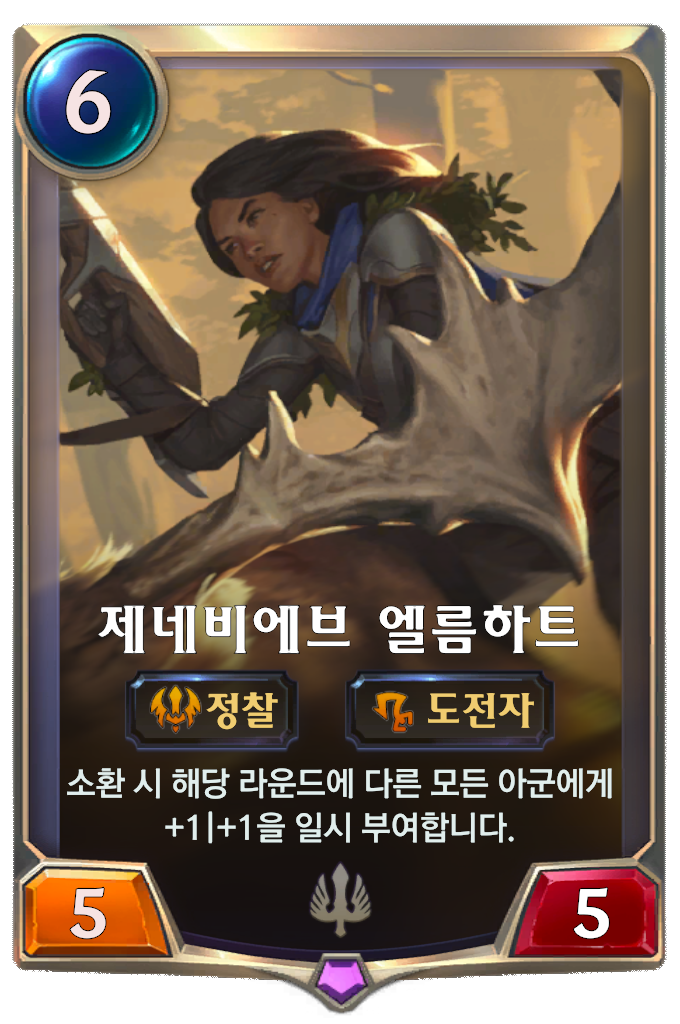 6
제네비에브 엘름하트
정찰 도전자
소환 시 해당 라운드에 다른 모든 아군에게
+1|+1을 일시 부여합니다.
5 5